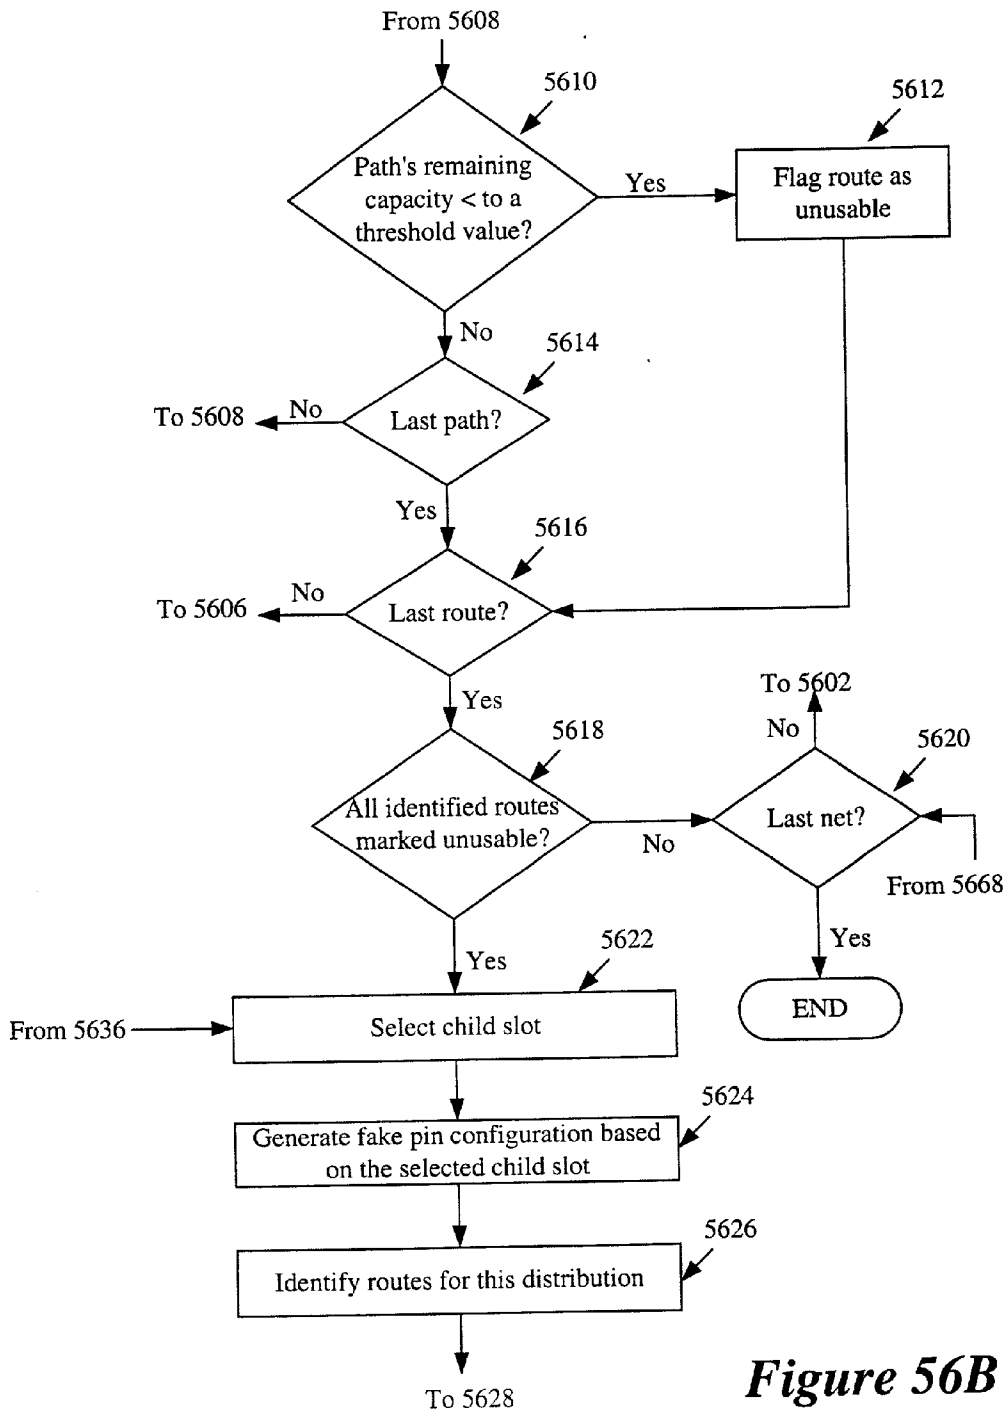 From 5608
5610
5612
Path's remaining
capacity < to a
threshold value?
Yes
Flag route as
unusable
No
5614
To 5608
No
Last path?
Yes
5616
To 5606
No
Last route?
Yes
To 5602
No
5618
5620
All identified routes
marked unusable?
No
Last net?
From 5668
Yes
Yes
5622
END
From 5636
Select child slot
5624
Generate fake pin configuration based
on the selected child slot
5626
Identify routes for this distribution
To 5628
Figure 56B